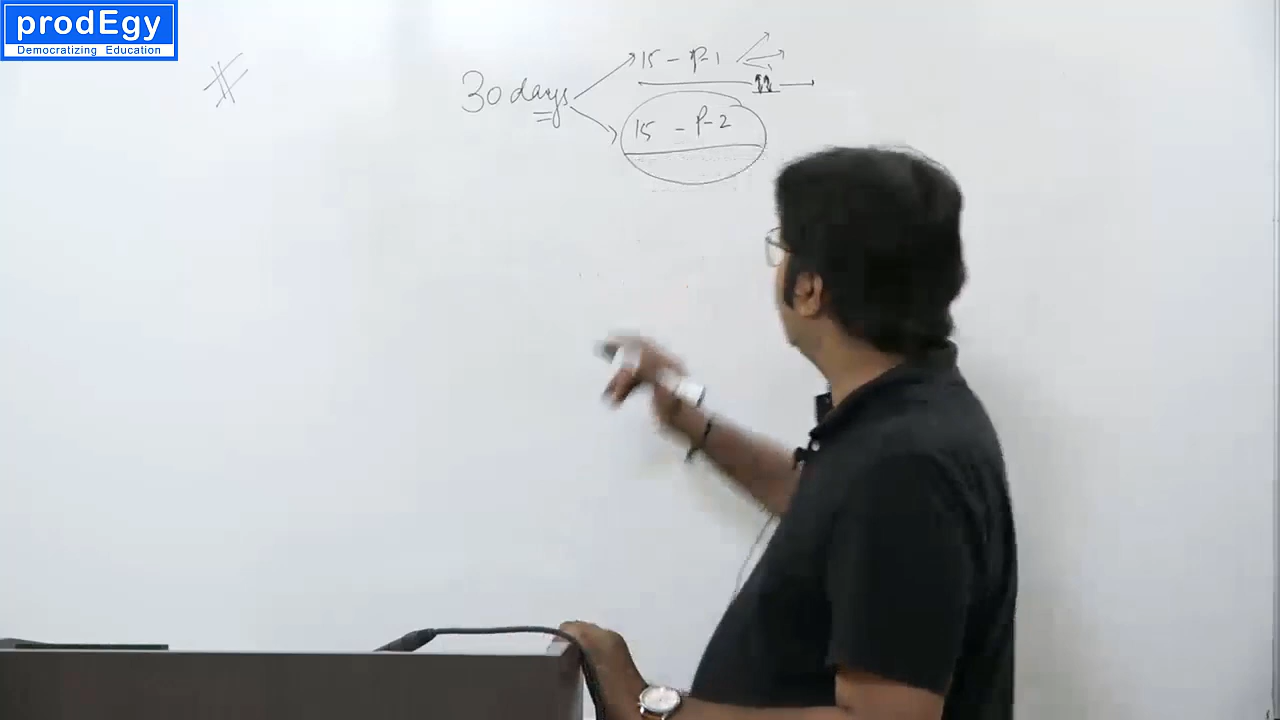 prodEgy
Democratizing Education
#
30 days
15 - P-1
15 - P-2